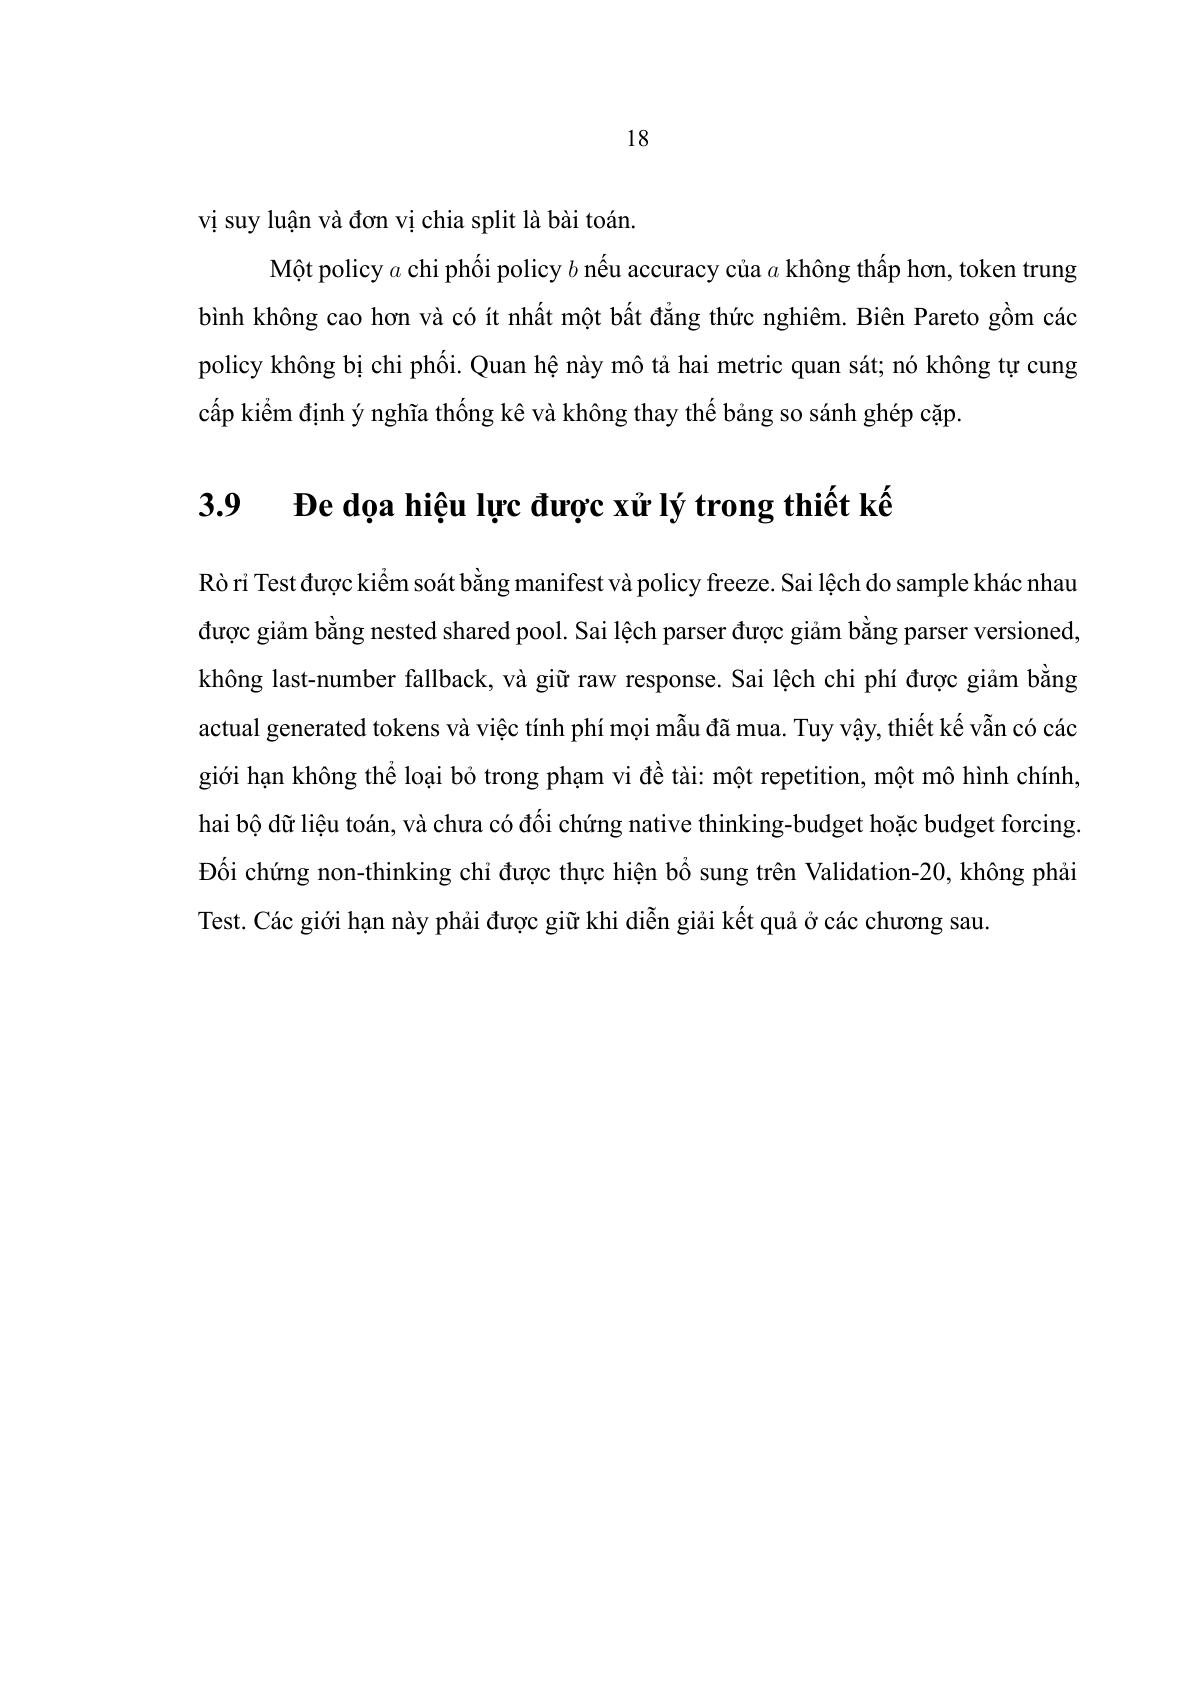 18
vị suy luận và đơn vị chia split là bài toán.
Một policy a chi phối policy b nếu accuracy của a không thấp hơn, token trung
bình không cao hơn và có ít nhất một bất đẳng thức nghiêm. Biên Pareto gồm các
policy không bị chi phối. Quan hệ này mô tả hai metric quan sát; nó không tự cung
cấp kiểm định ý nghĩa thống kê và không thay thế bảng so sánh ghép cặp.
3.9 Đe dọa hiệu lực được xử lý trong thiết kế
Rò rỉ Test được kiểm soát bằng manifest và policy freeze. Sai lệch do sample khác nhau
được giảm bằng nested shared pool. Sai lệch parser được giảm bằng parser versioned,
không last-number fallback, và giữ raw response. Sai lệch chi phí được giảm bằng
actual generated tokens và việc tính phí mọi mẫu đã mua. Tuy vậy, thiết kế vẫn có các
giới hạn không thể loại bỏ trong phạm vi đề tài: một repetition, một mô hình chính,
hai bộ dữ liệu toán, và chưa có đối chứng native thinking-budget hoặc budget forcing.
Đối chứng non-thinking chỉ được thực hiện bổ sung trên Validation-20, không phải
Test. Các giới hạn này phải được giữ khi diễn giải kết quả ở các chương sau.